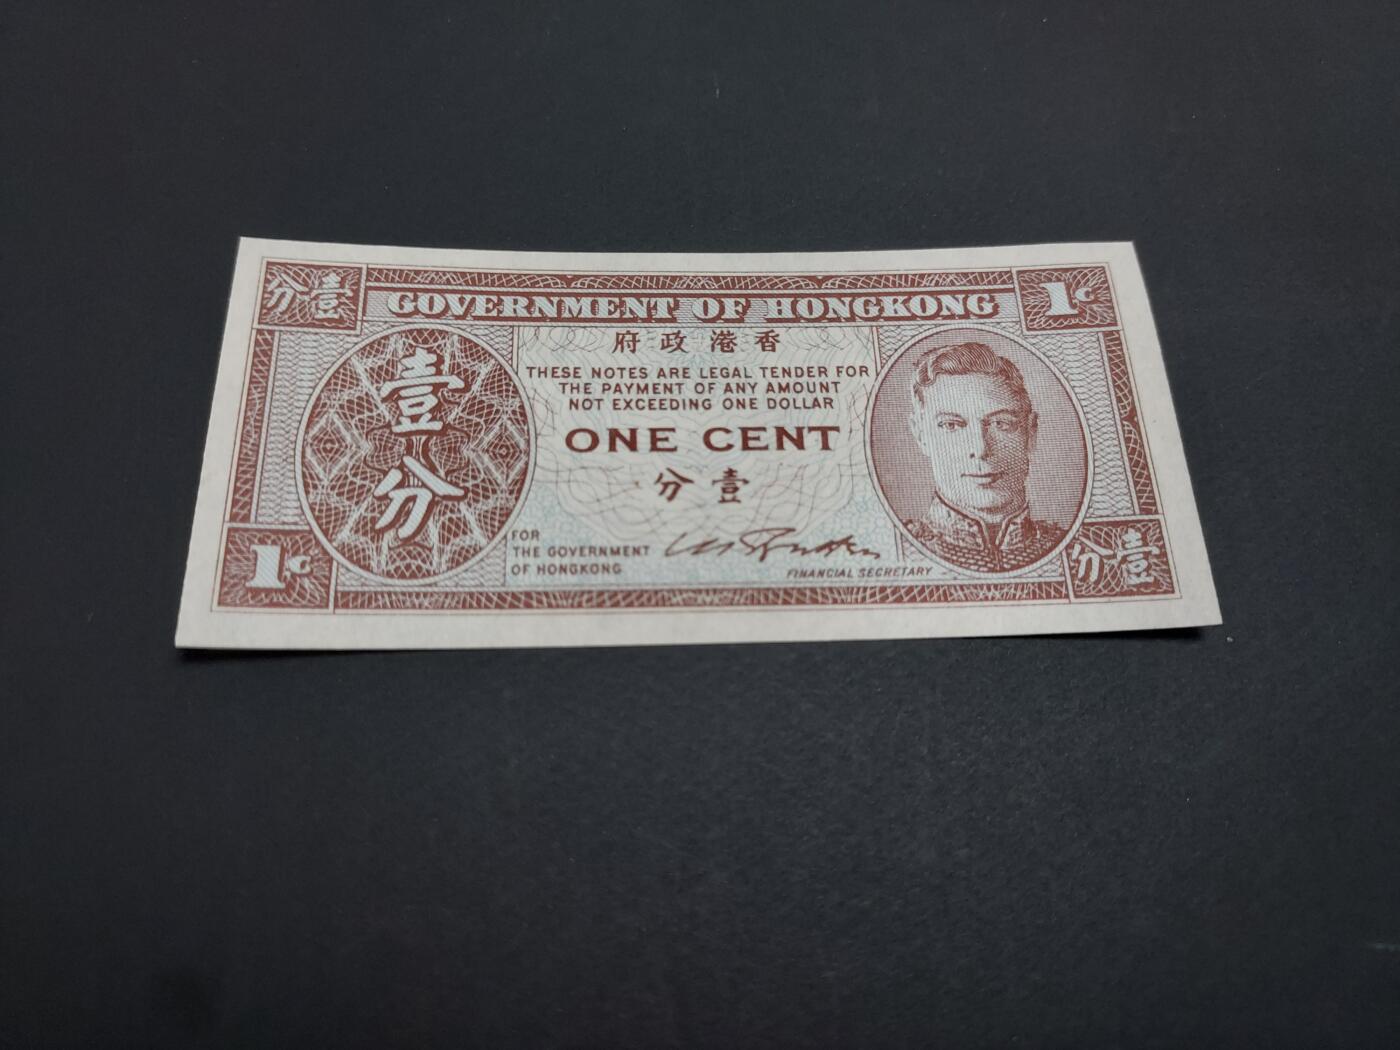 分壹
GOVERNMENT OF HONGKONG
1C
府政港香
THESE NOTES ARE LEGAL TENDER FOR
THE PAYMENT OF ANY AMOUNT
NOT EXCEEDING ONE DOLLAR
ONE CENT
分壹
壹
分
FOR
THE GOVERNMENT
OF HONGKONG
FINANCIAL SECRETARY
1C
分壹